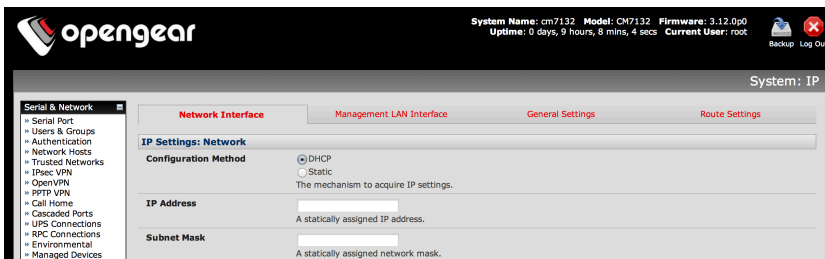 opengear
System Name: cm7132 Model: CM7132 Firmware: 3.12.0p0
Uptime: 0 days, 9 hours, 8 mins, 4 secs Current User: root
Backup Log Ou
System: IP
Serial & Network
» Serial Port
» Users & Groups
» Authentication
» Network Hosts
» Trusted Networks
» IPsec VPN
» OpenVPN
» PPTP VPN
» Call Home
» Cascaded Ports
» UPS Connections
» RPC Connections
» Environmental
» Managed Devices
Network Interface Management LAN Interface General Settings Route Settings
IP Settings: Network
Configuration Method DHCP
Static
The mechanism to acquire IP settings.
IP Address
A statically assigned IP address.
Subnet Mask
A statically assigned network mask.